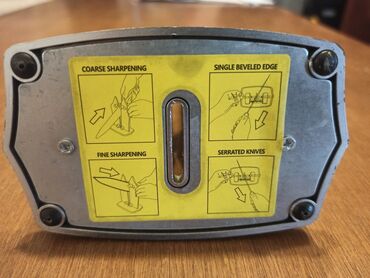 COARSE SHARPENING
SINGLE BEVELED EDGE
FINE SHARPENING
SERRATED KNIVES